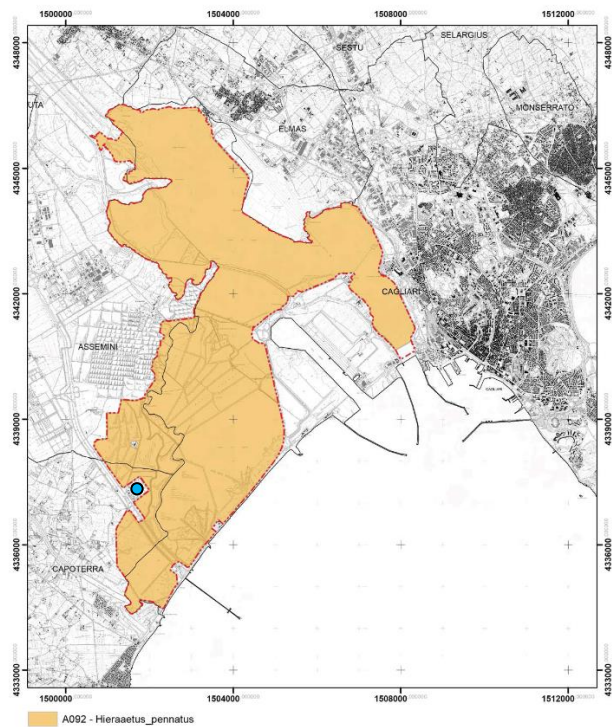 1500000 1504000 1508000 1512000
4348000 4348000
SELARGIUS
SESTU
UTA
MONSERRATO
ELMAS
4345000 4345000
4342000 4342000
CAGLIARI
ASSEMINI
4339000 4339000
4336000 4336000
CAPOTERRA
4333000 4333000
1500000 1504000 1508000 1512000
A092 - Hieraaetus_pennatus